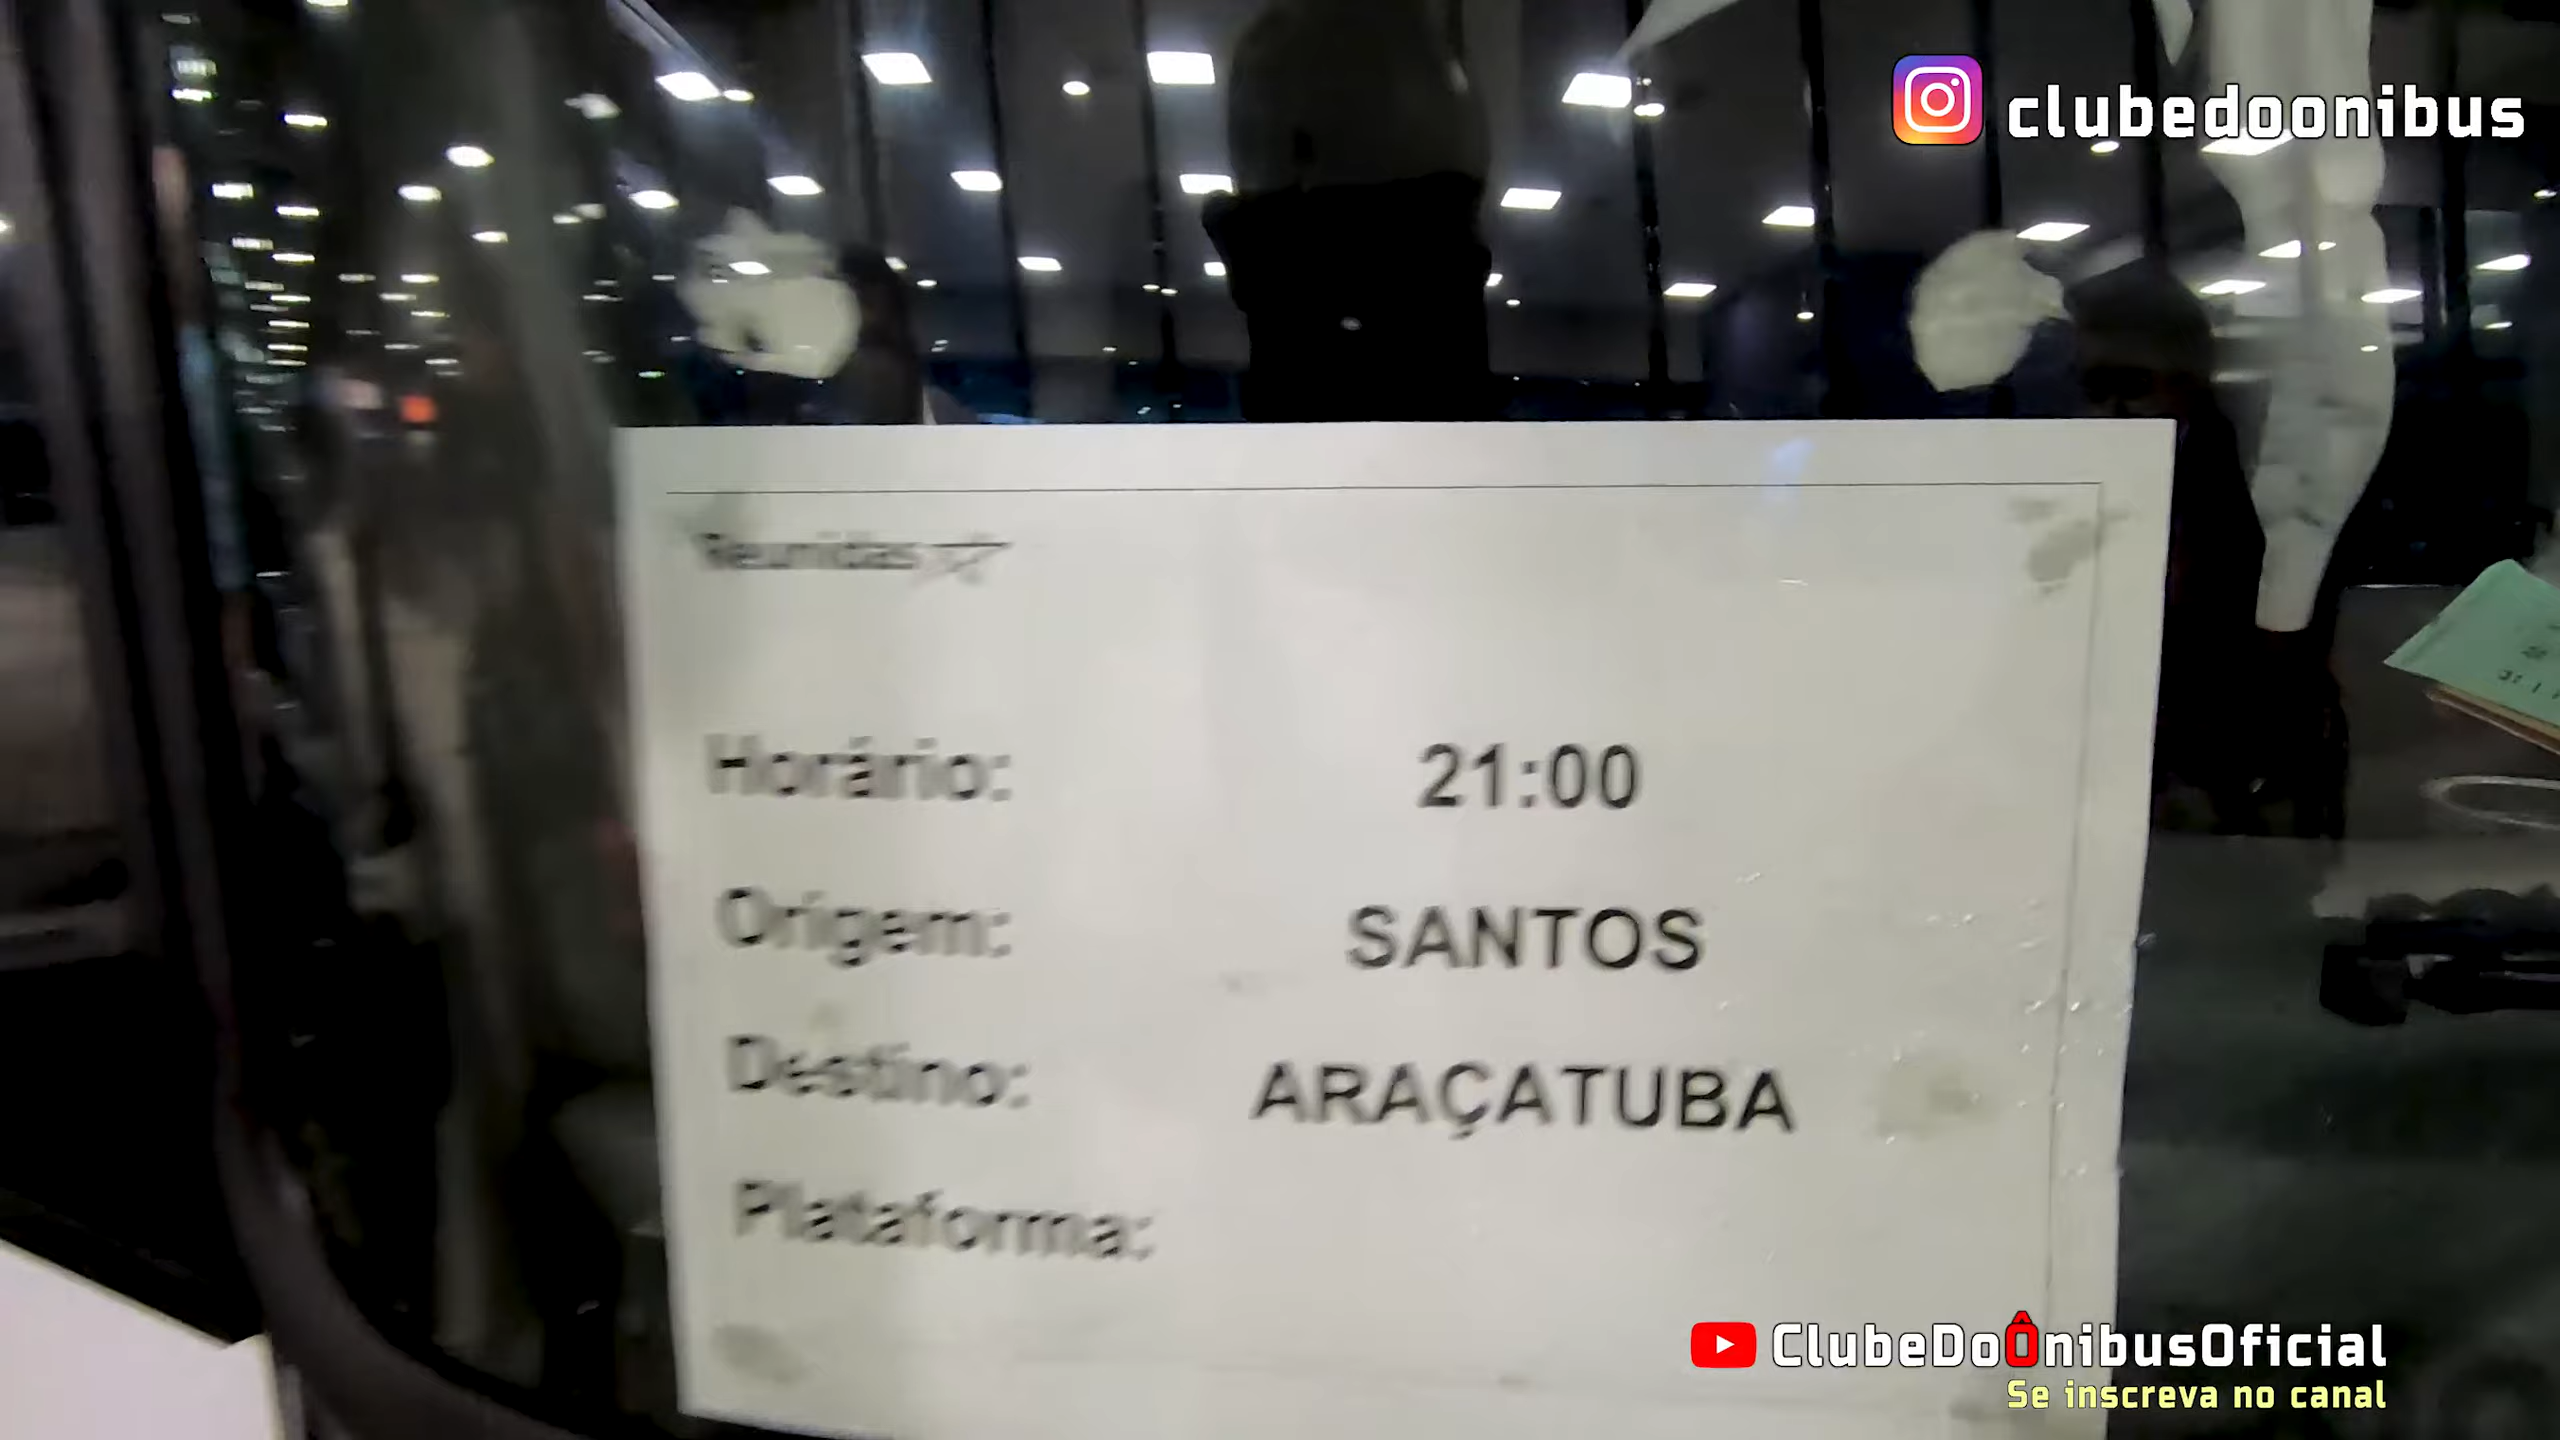 clubedoonibus
Reunidas
Horário: 21:00
Origem: SANTOS
Destino: ARAÇATUBA
Plataforma:
ClubeDoÔnibusOficial
Se inscreva no canal